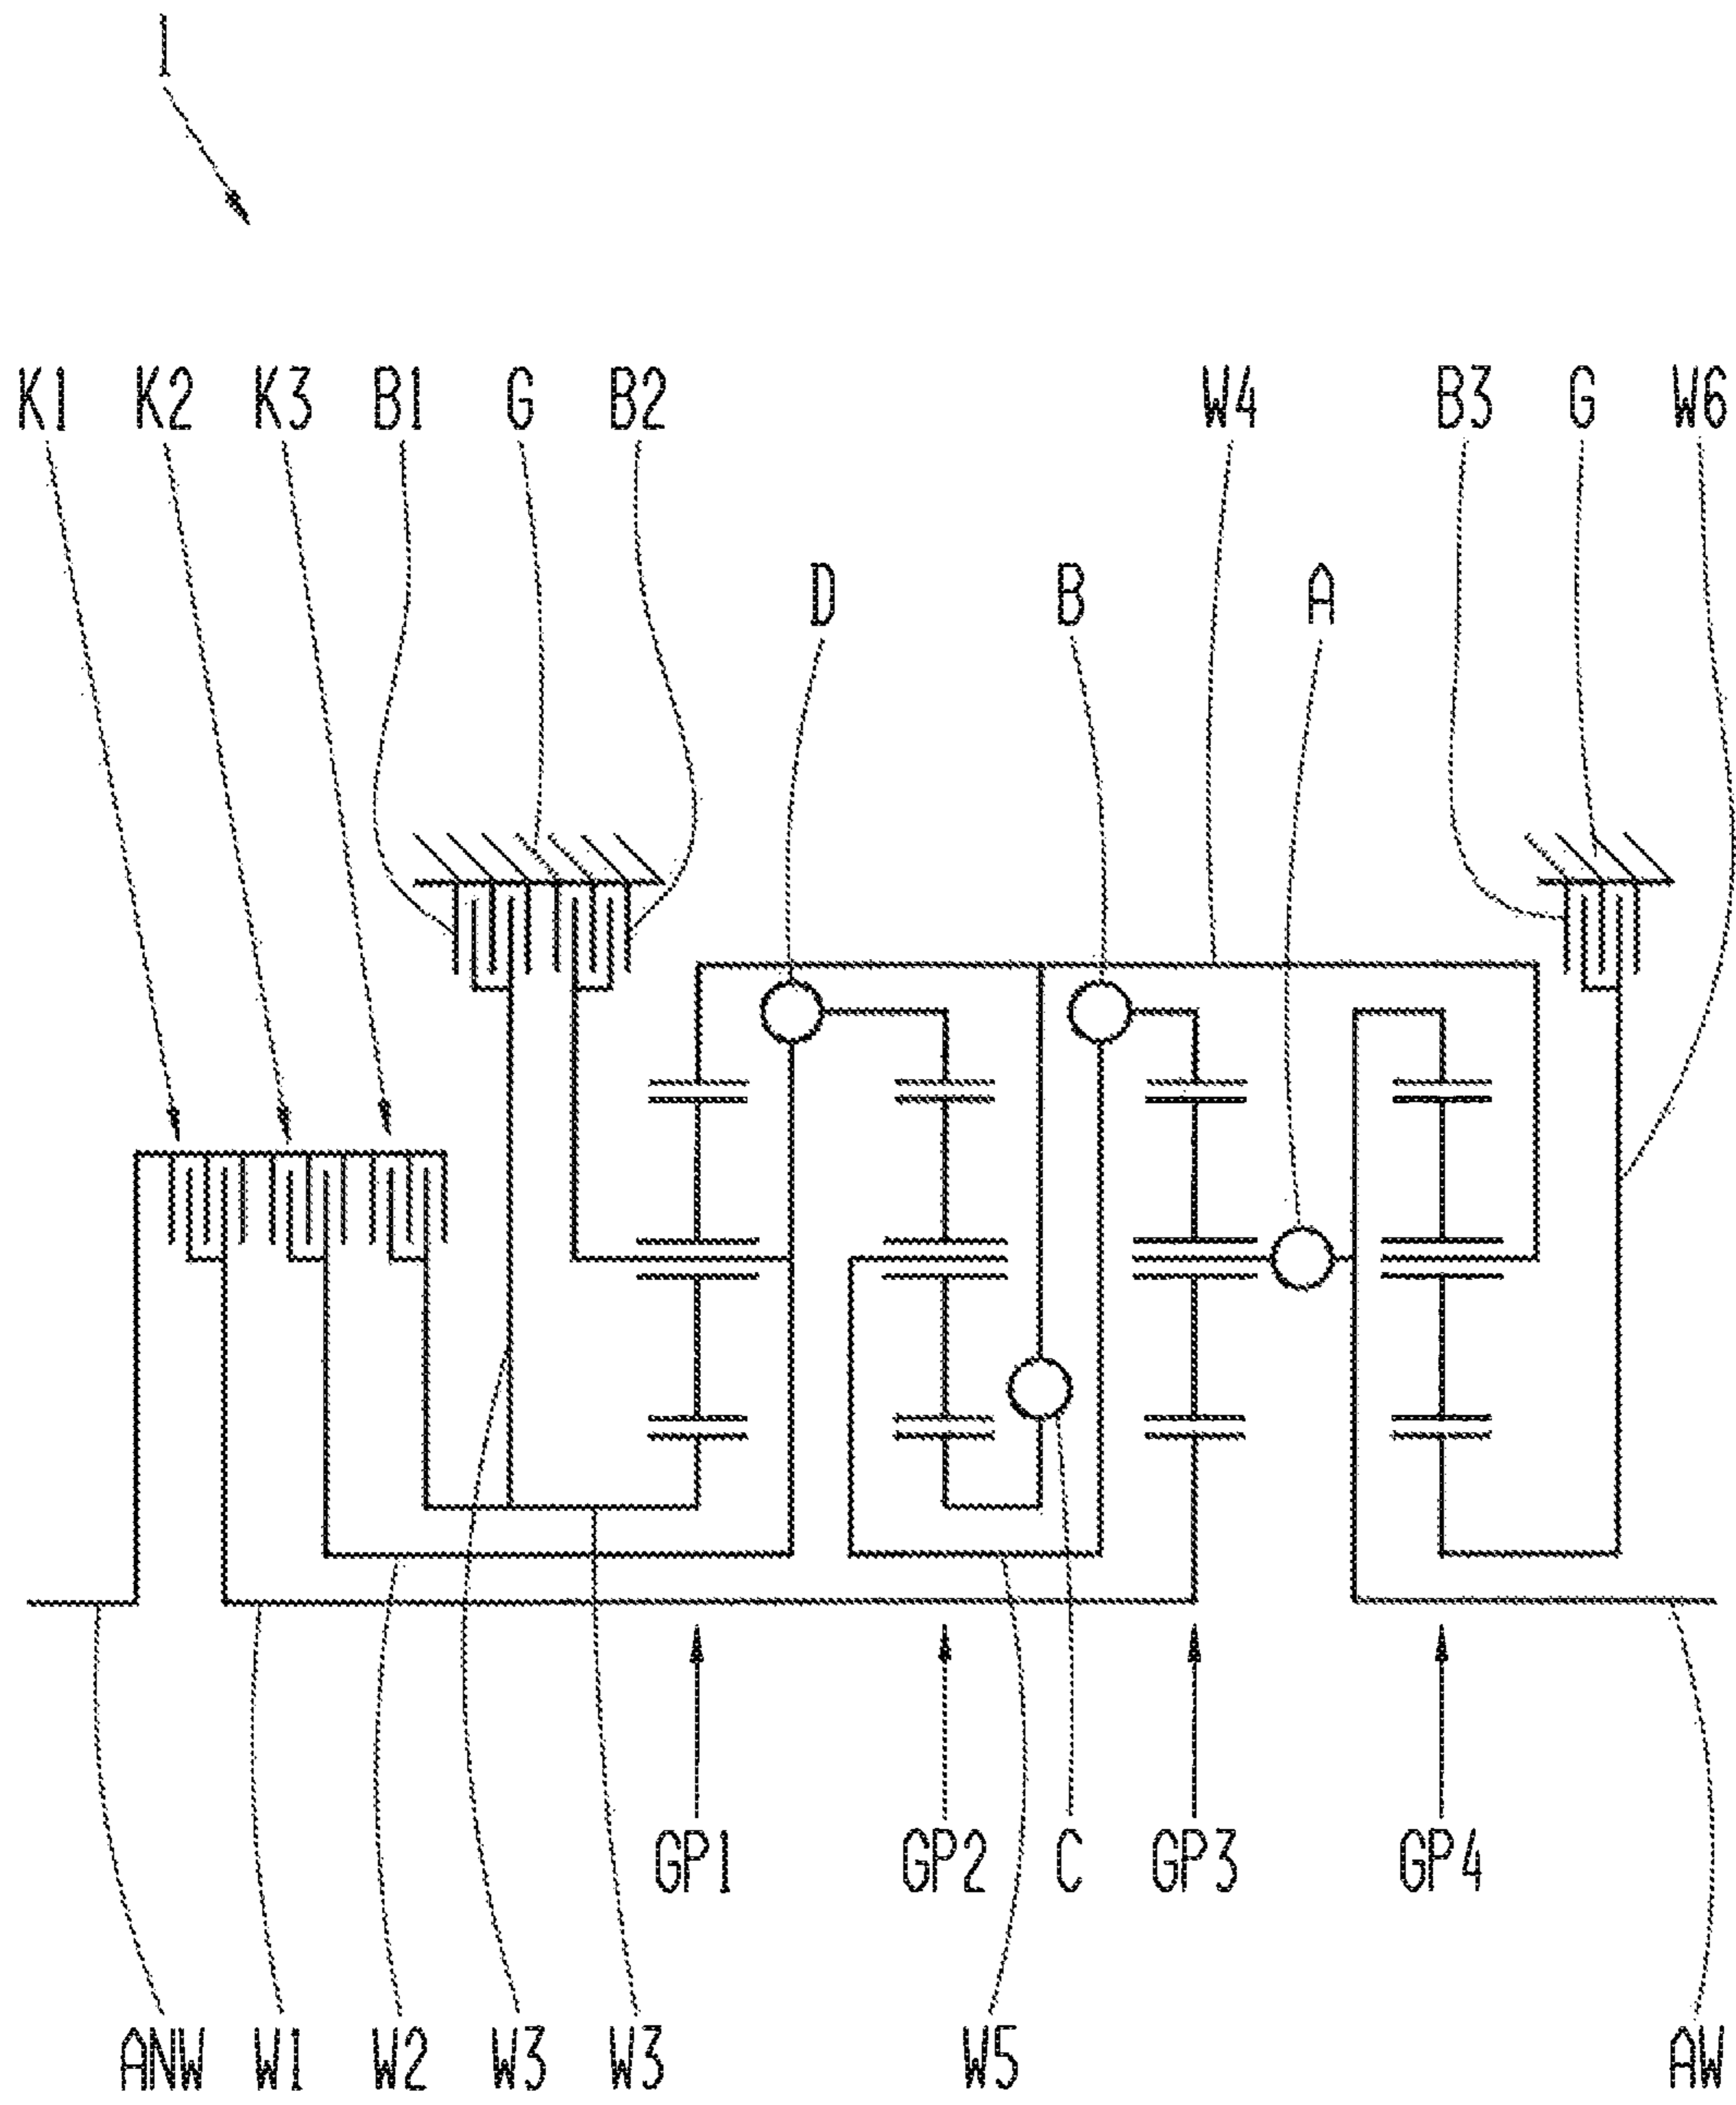 1
K1 K2 K3 B1 G B2 W4 B3 G W6
D B A
GP1 GP2 C GP3 GP4
ANW W1 W2 W3 W3 W5 AW